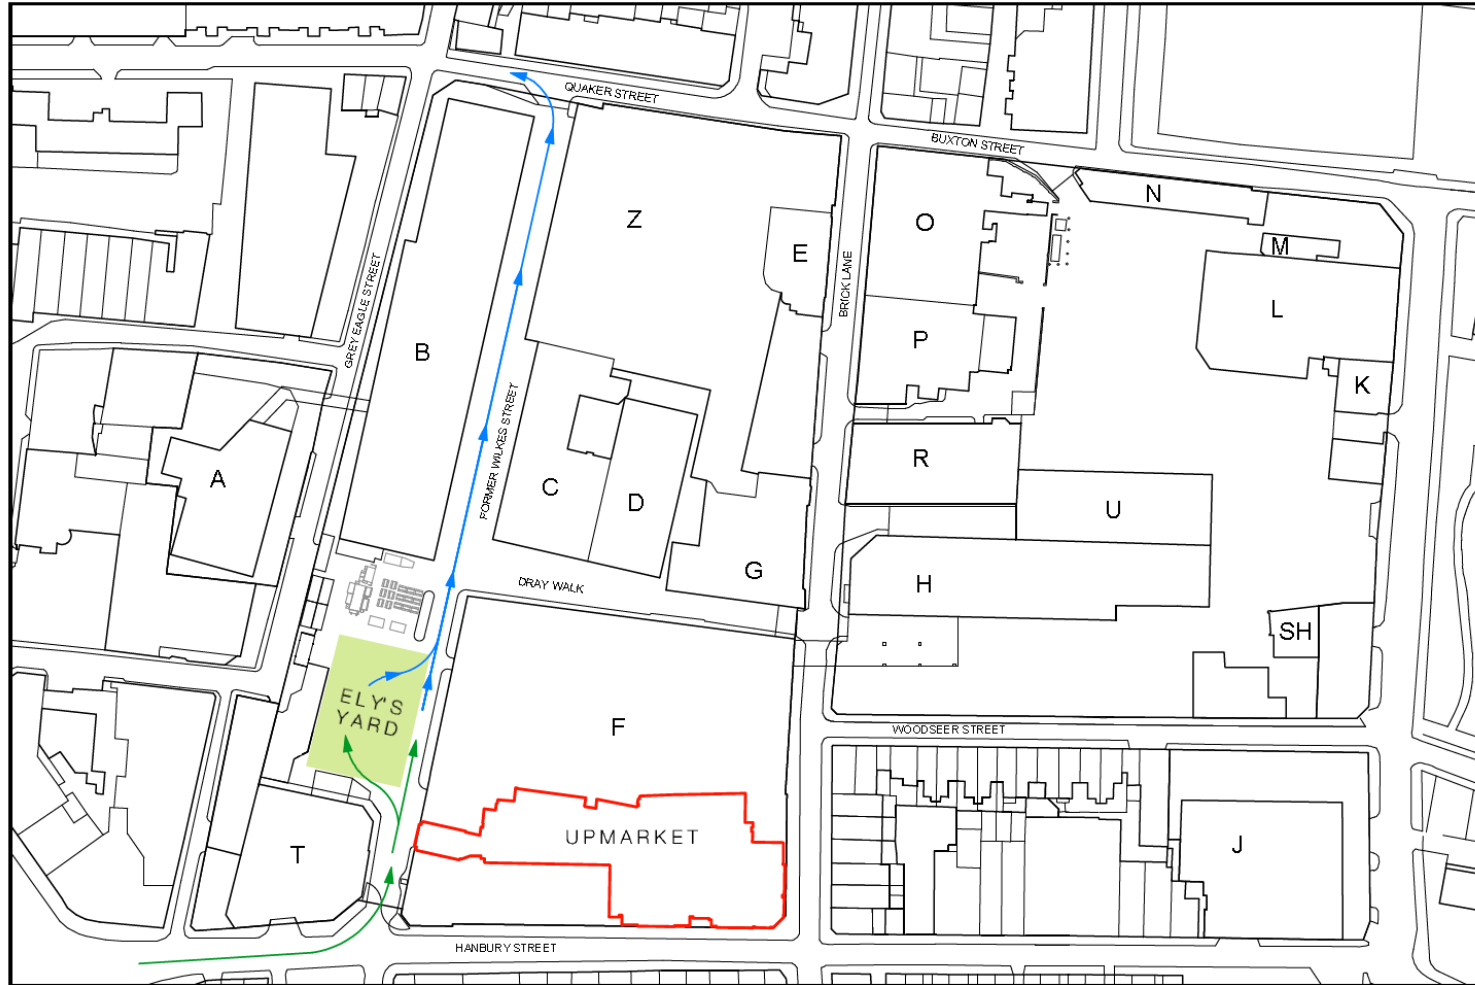 QUAKER STREET
BUXTON STREET
N
Z
O
E
M
GREY EAGLE STREET
BRICK LANE
L
B
P
K
FORMER WILKES STREET
A
R
C
D
U
G
DRAY WALK
H
SH
ELY'S
YARD
F
WOODSEER STREET
UPMARKET
T
J
HANBURY STREET